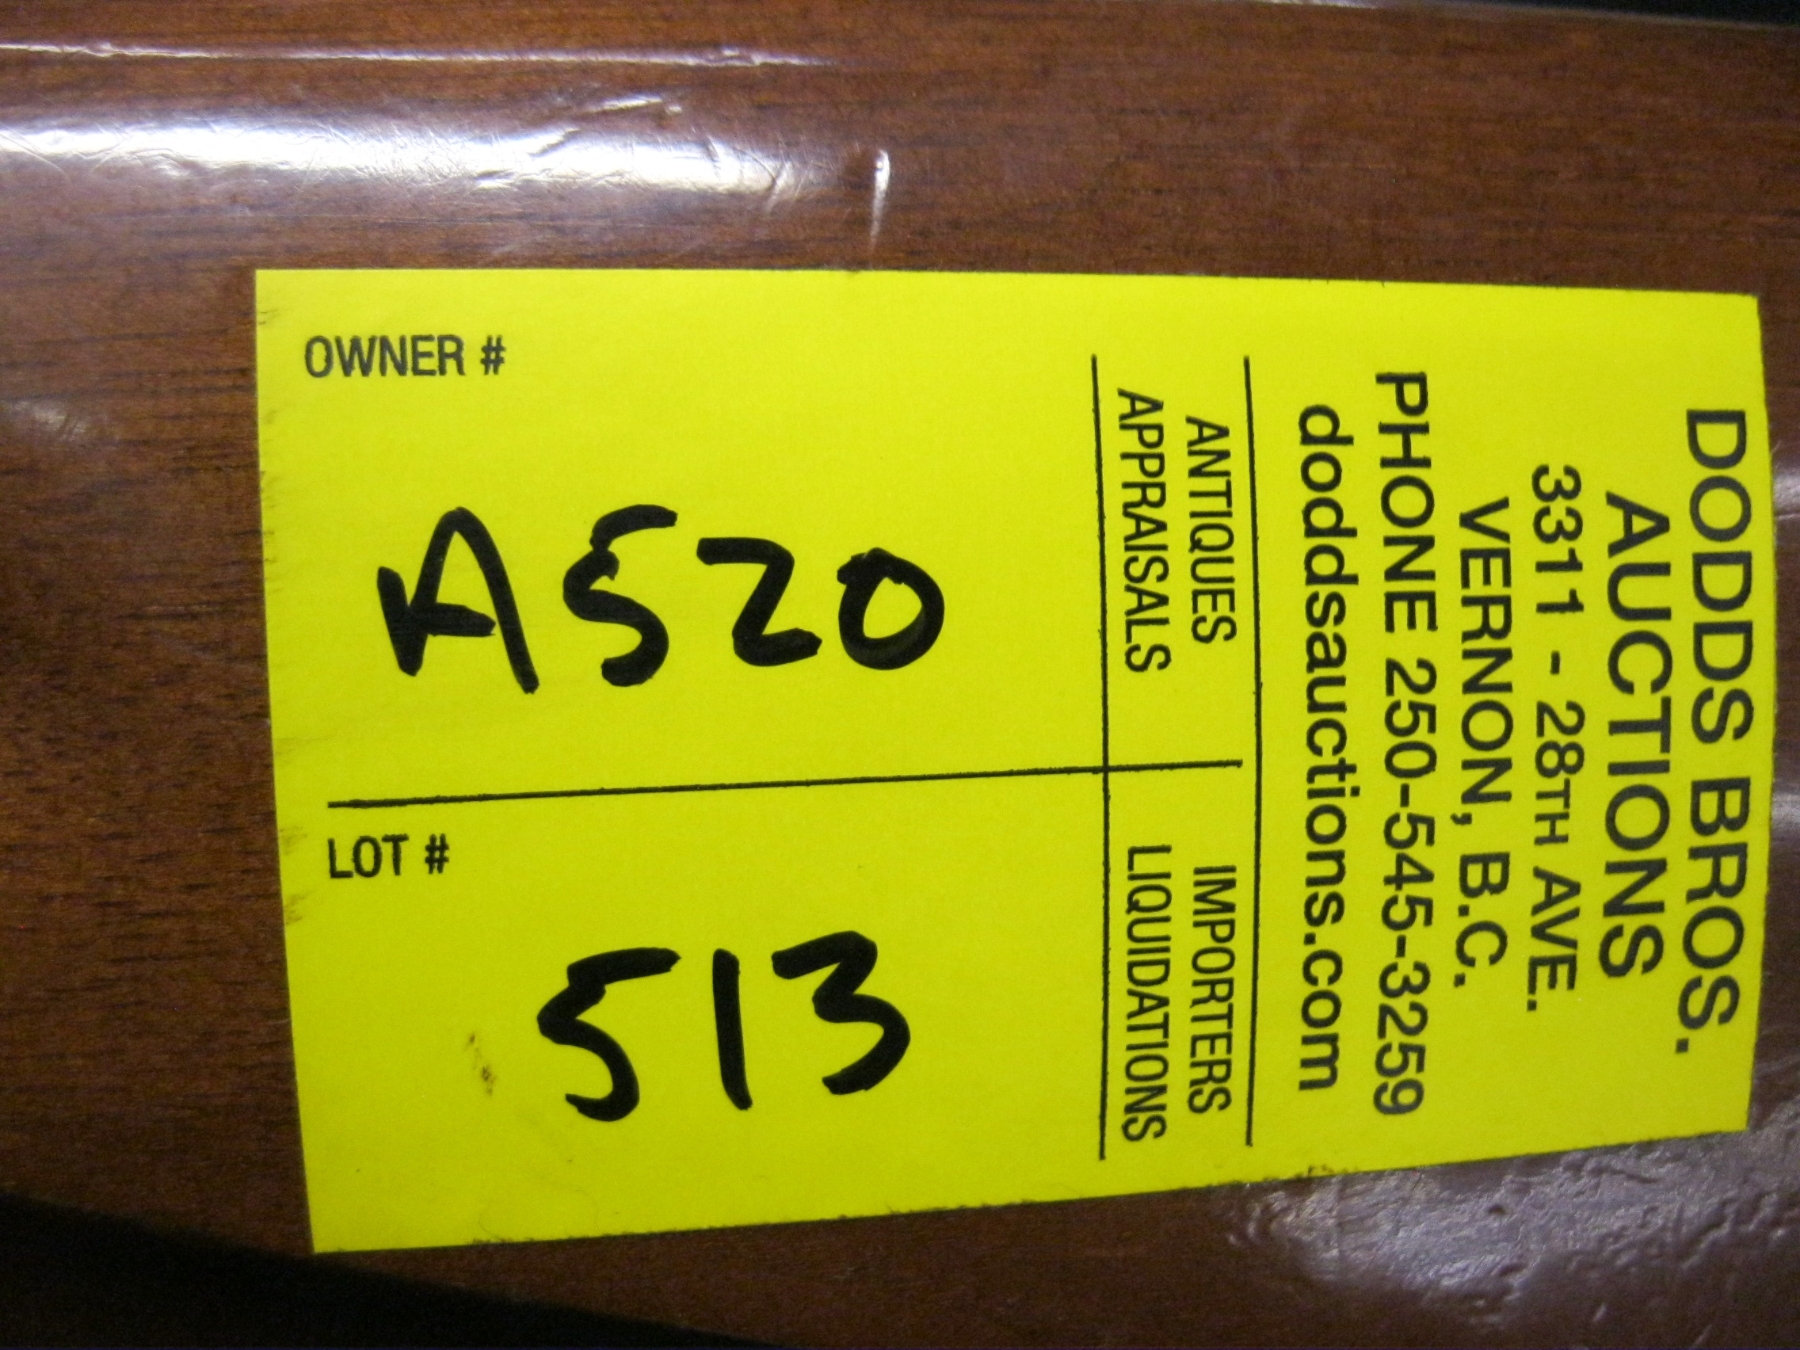 DODDS BROS.
AUCTIONS
3311 - 28TH AVE.
VERNON, B.C.
PHONE 250-545-3259
doddsauctions.com
ANTIQUES
APPRAISALS
IMPORTERS
LIQUIDATIONS
OWNER #
A520
LOT #
513